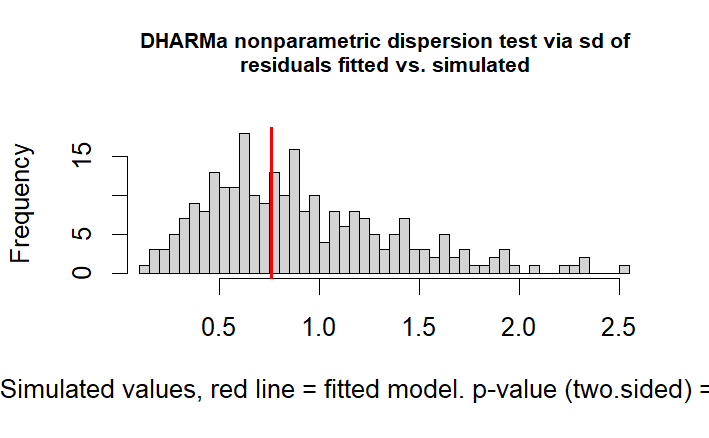 DHARMa nonparametric dispersion test via sd of
residuals fitted vs. simulated
Frequency
15
5
0
0.5 1.0 1.5 2.0 2.5
Simulated values, red line = fitted model. p-value (two.sided) =